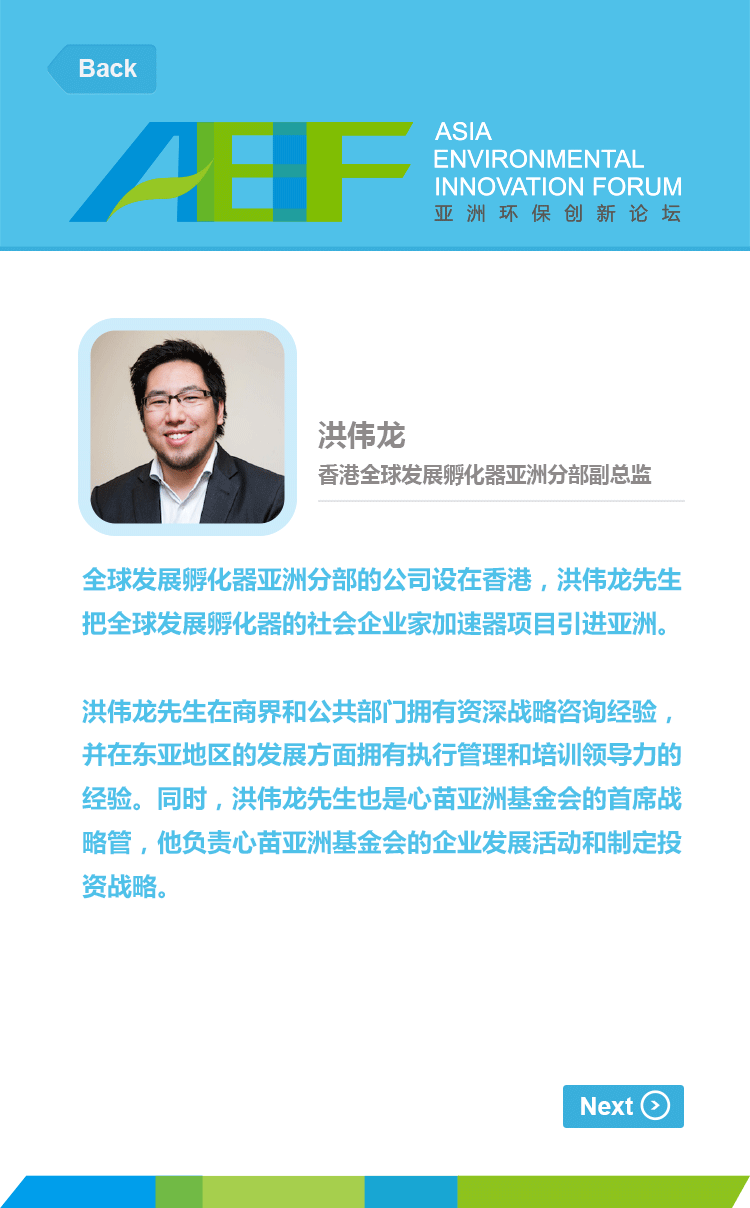 Back
AEIF
ASIA
ENVIRONMENTAL
INNOVATION FORUM
亚洲环保创新论坛
洪伟龙
香港全球发展孵化器亚洲分部副总监
全球发展孵化器亚洲分部的公司设在香港，洪伟龙先生
把全球发展孵化器的社会企业家加速器项目引进亚洲。
洪伟龙先生在商界和公共部门拥有资深战略咨询经验，
并在东亚地区的发展方面拥有执行管理和培训领导力的
经验。同时，洪伟龙先生也是心苗亚洲基金会的首席战
略管，他负责心苗亚洲基金会的企业发展活动和制定投
资战略。
Next